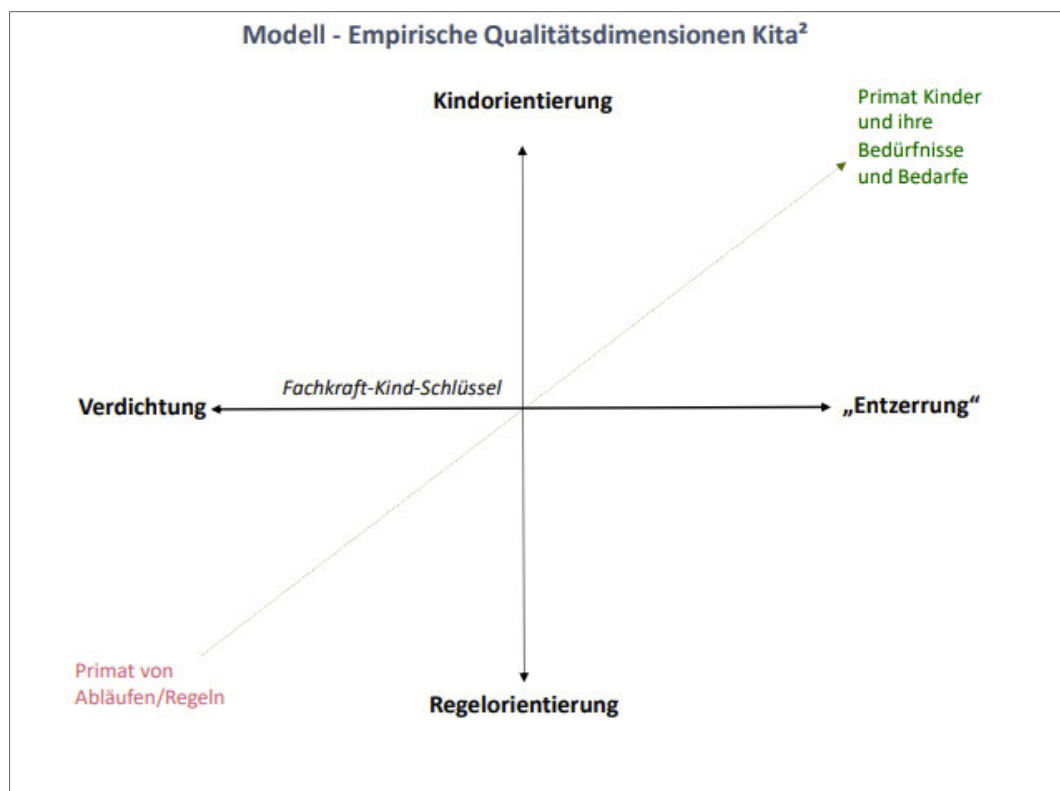 Modell - Empirische Qualitätsdimensionen Kita²
Kindorientierung
Primat Kinder
und ihre
Bedürfnisse
und Bedarfe
Fachkraft-Kind-Schlüssel
Verdichtung
„Entzerrung“
Primat von
Abläufen/Regeln
Regelorientierung